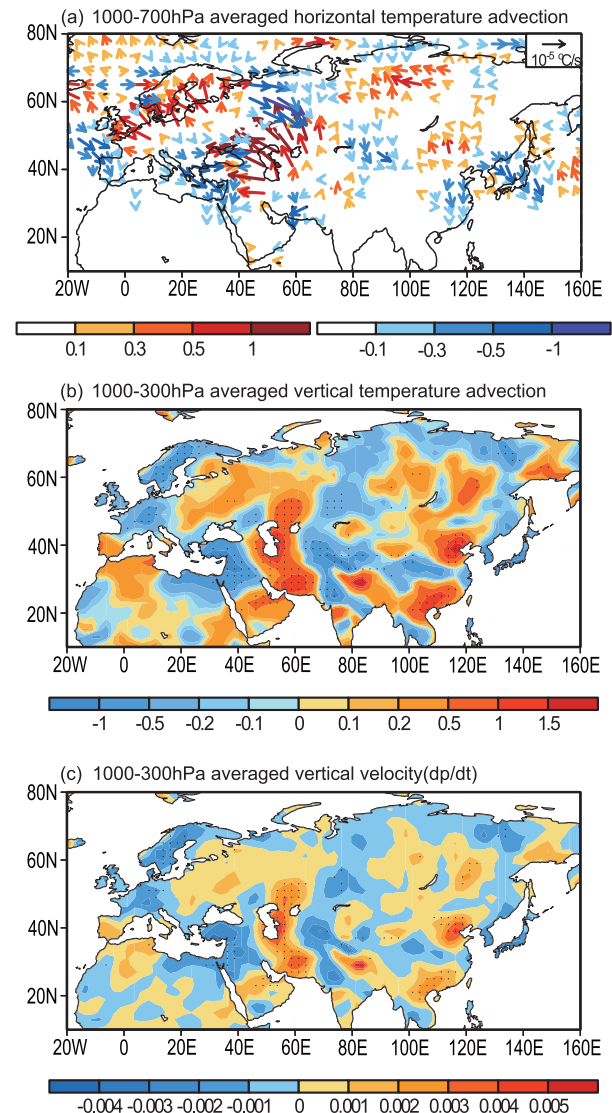 (a) 1000-700hPa averaged horizontal temperature advection
80N
10⁻⁵ °C/s
60N
40N
20N
20W 0 20E 40E 60E 80E 100E 120E 140E 160E
0.1 0.3 0.5 1 -0.1 -0.3 -0.5 -1
(b) 1000-300hPa averaged vertical temperature advection
80N
60N
40N
20N
20W 0 20E 40E 60E 80E 100E 120E 140E 160E
-1 -0.5 -0.2 -0.1 0 0.1 0.2 0.5 1 1.5
(c) 1000-300hPa averaged vertical velocity(dp/dt)
80N
60N
40N
20N
20W 0 20E 40E 60E 80E 100E 120E 140E 160E
-0.004 -0.003 -0.002 -0.001 0 0.001 0.002 0.003 0.004 0.005